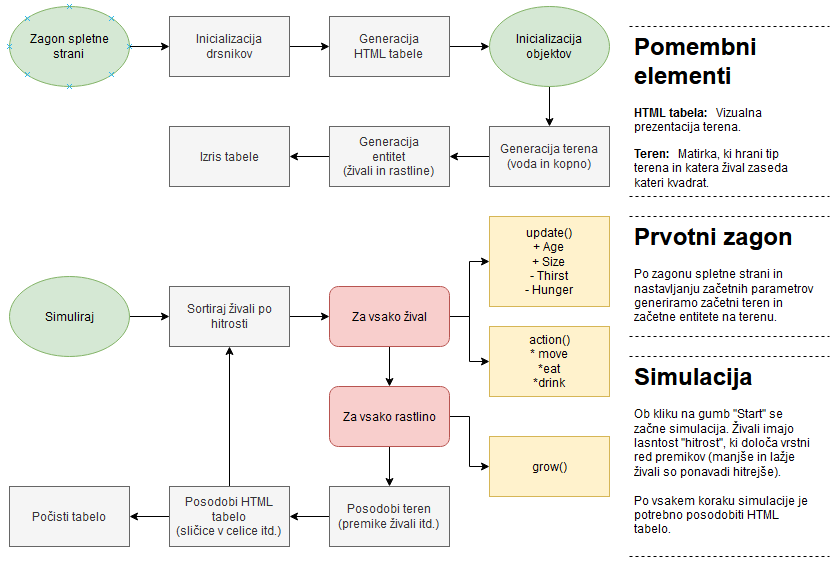 Zagon spletne
strani
Inicializacija
drsnikov
Generacija
HTML tabele
Inicializacija
objektov
Izris tabele
Generacija
entitet
(živali in rastline)
Generacija terena
(voda in kopno)
Pomembni
elementi
HTML tabela: Vizualna
prezentacija terena.
Teren: Matirka, ki hrani tip
terena in katera žival zaseda
kateri kvadrat.
Prvotni zagon
Po zagonu spletne strani in
nastavljanju začetnih parametrov
generiramo začetni teren in
začetne entitete na terenu.
Simuliraj
Sortiraj živali po
hitrosti
Za vsako žival
update()
+ Age
+ Size
- Thirst
- Hunger
action()
* move
*eat
*drink
Za vsako rastlino
grow()
Počisti tabelo
Posodobi HTML
tabelo
(sličice v celice itd.)
Posodobi teren
(premike živali itd.)
Simulacija
Ob kliku na gumb "Start" se
začne simulacija. Živali imajo
lasntost "hitrost", ki določa vrstni
red premikov (manjše in lažje
živali so ponavadi hitrejše).
Po vsakem koraku simulacije je
potrebno posodobiti HTML
tabelo.